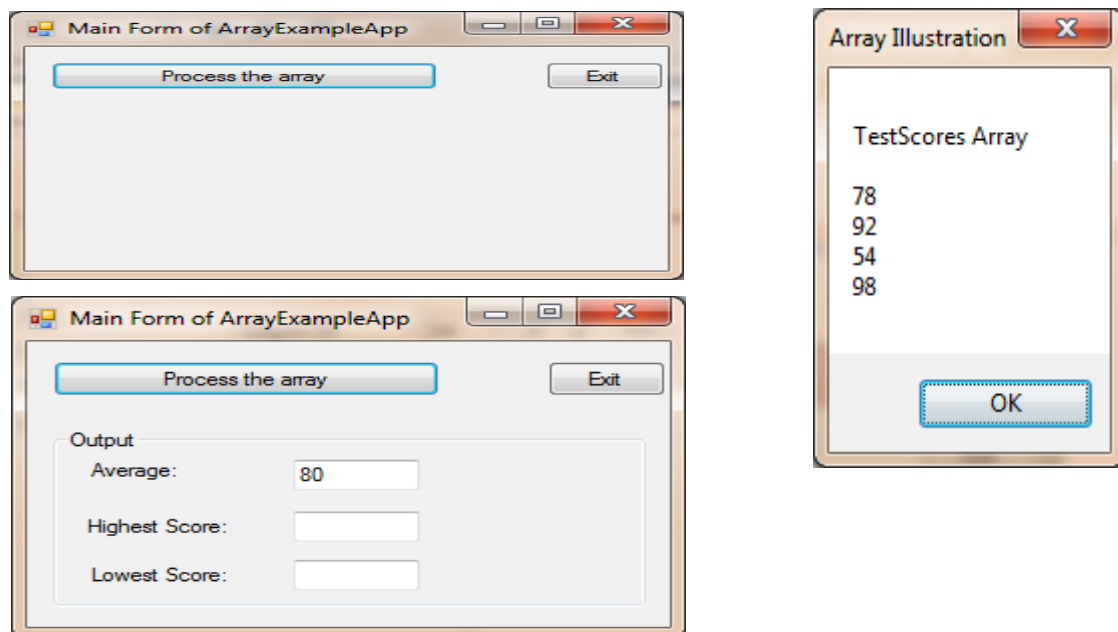 Main Form of ArrayExampleApp
Process the array
Exit
Main Form of ArrayExampleApp
Process the array
Exit
Output
Average:
80
Highest Score:
Lowest Score:
Array Illustration
TestScores Array
78
92
54
98
OK